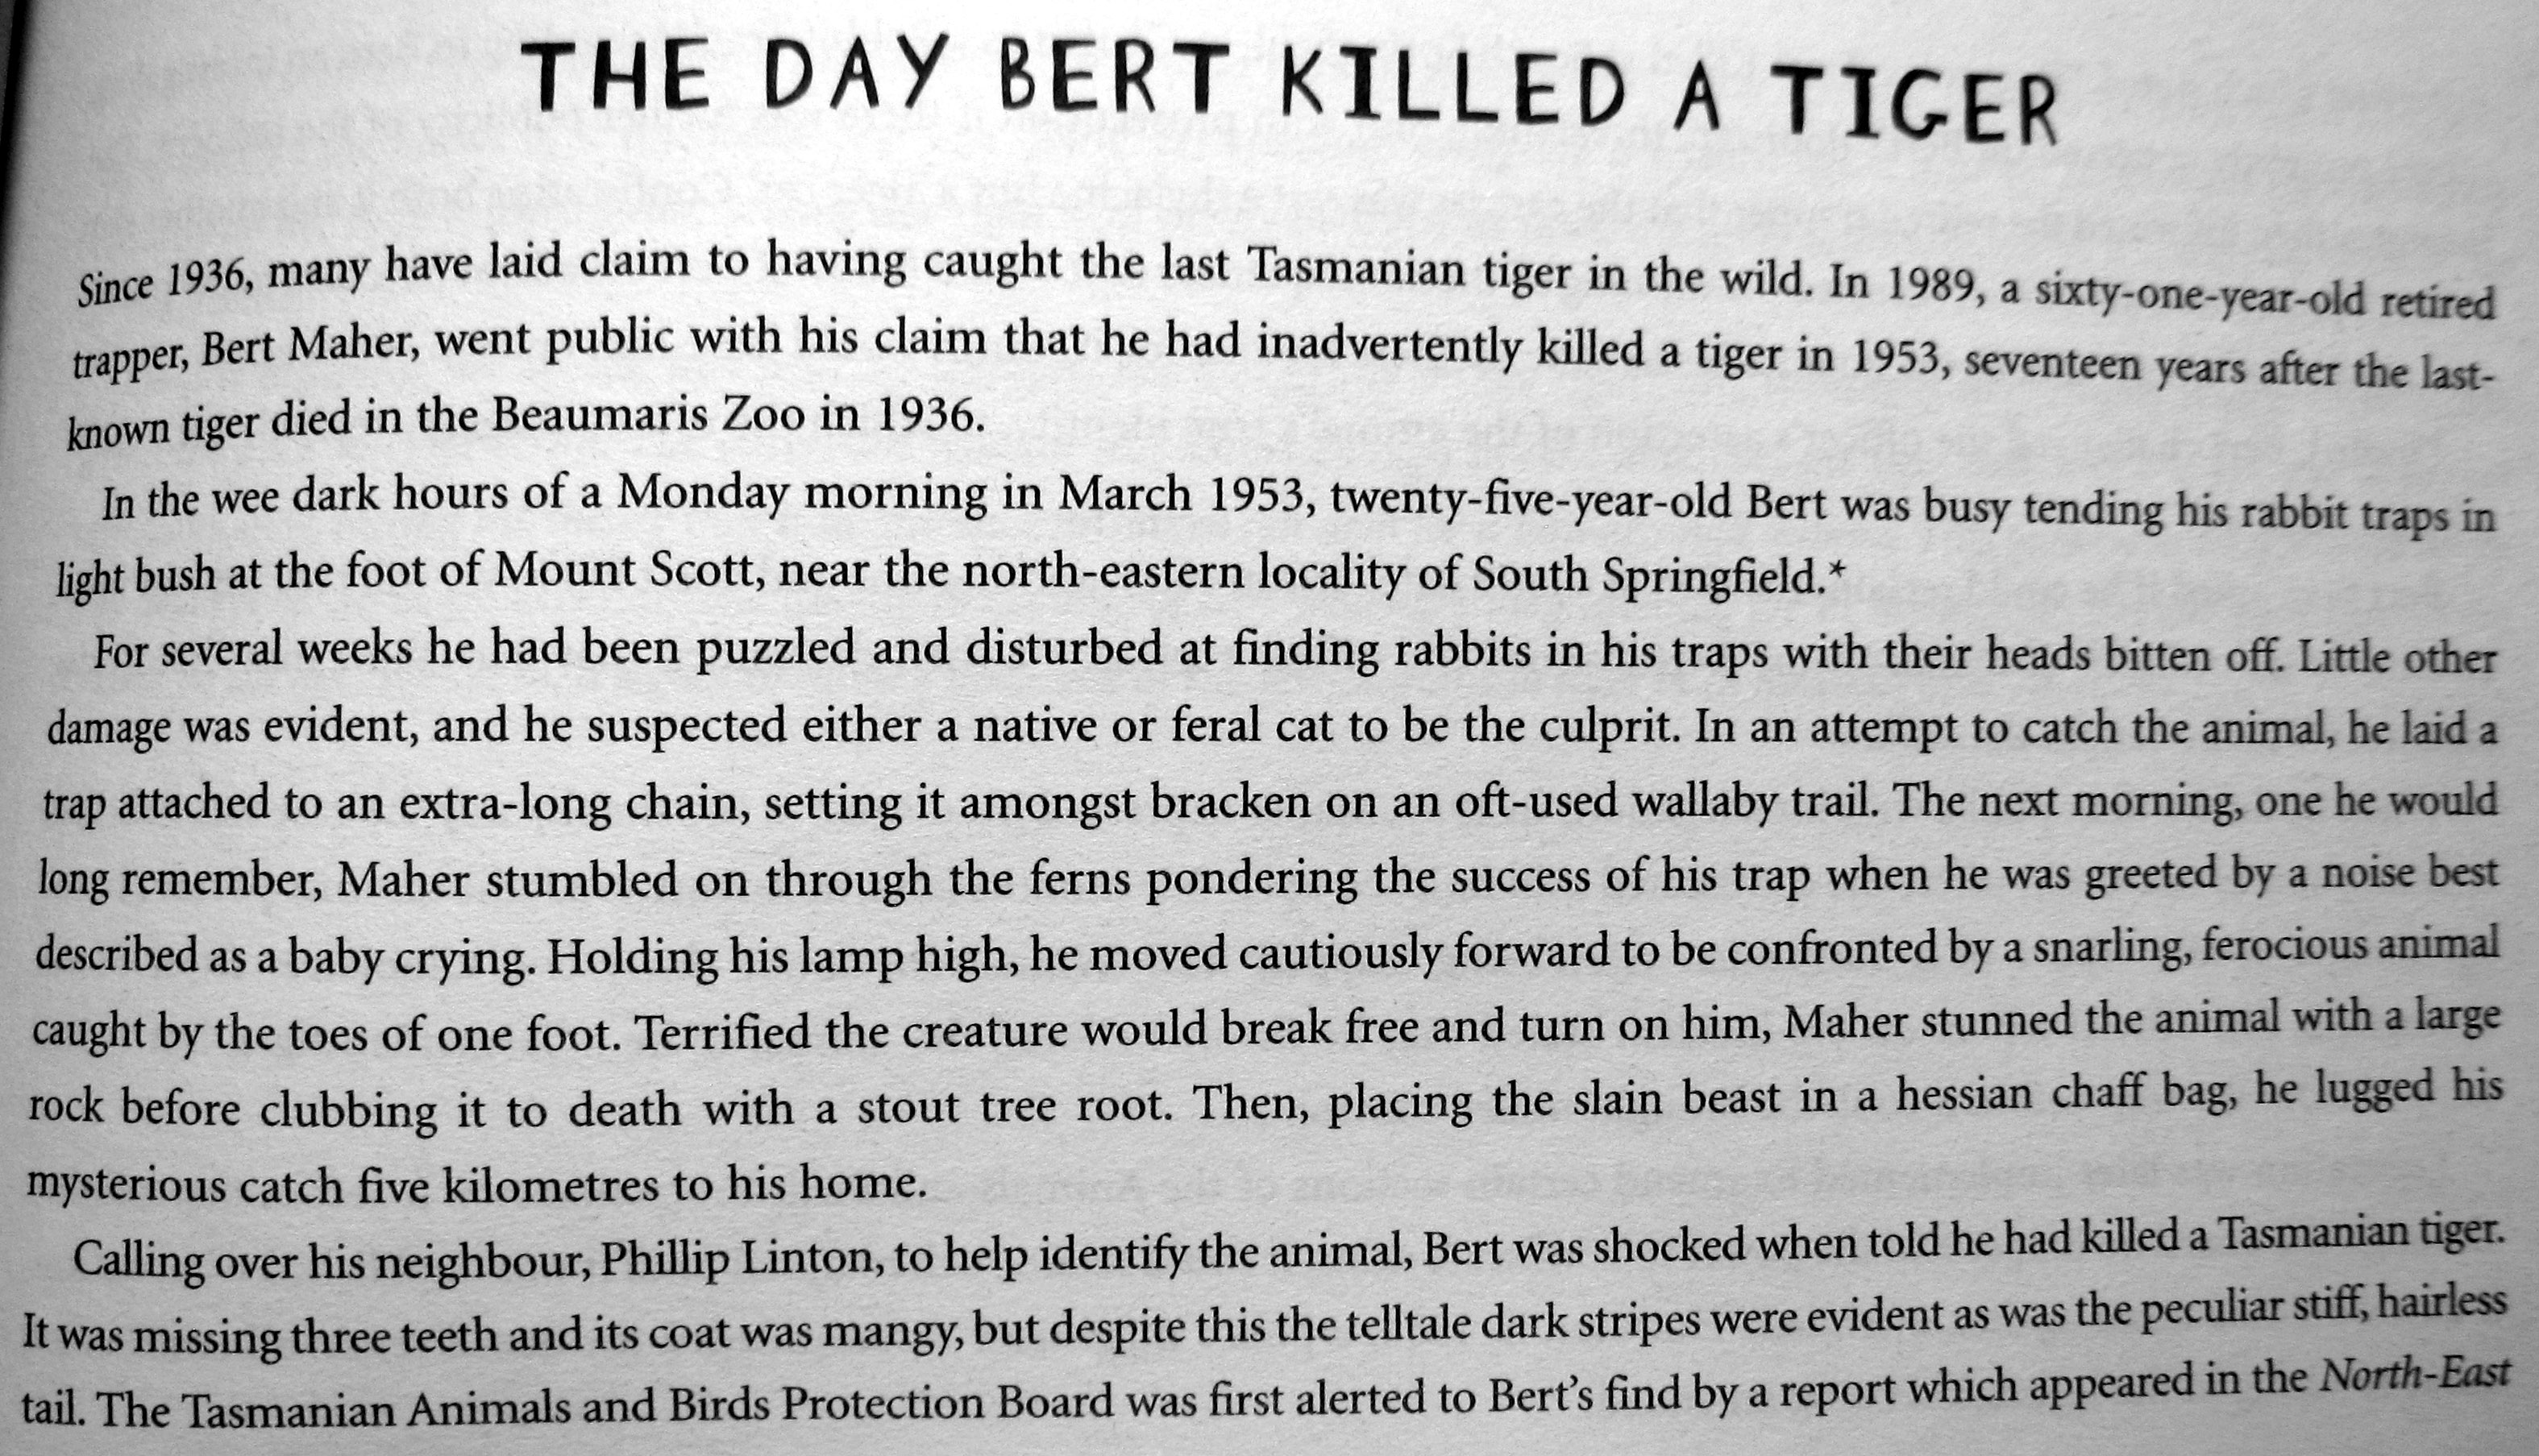 THE DAY BERT KILLED A TIGER
Since 1936, many have laid claim to having caught the last Tasmanian tiger in the wild. In 1989, a sixty-one-year-old retired
trapper, Bert Maher, went public with his claim that he had inadvertently killed a tiger in 1953, seventeen years after the last-
known tiger died in the Beaumaris Zoo in 1936.
In the wee dark hours of a Monday morning in March 1953, twenty-five-year-old Bert was busy tending his rabbit traps in
light bush at the foot of Mount Scott, near the north-eastern locality of South Springfield.*
For several weeks he had been puzzled and disturbed at finding rabbits in his traps with their heads bitten off. Little other
damage was evident, and he suspected either a native or feral cat to be the culprit. In an attempt to catch the animal, he laid a
trap attached to an extra-long chain, setting it amongst bracken on an oft-used wallaby trail. The next morning, one he would
long remember, Maher stumbled on through the ferns pondering the success of his trap when he was greeted by a noise best
described as a baby crying. Holding his lamp high, he moved cautiously forward to be confronted by a snarling, ferocious animal
caught by the toes of one foot. Terrified the creature would break free and turn on him, Maher stunned the animal with a large
rock before clubbing it to death with a stout tree root. Then, placing the slain beast in a hessian chaff bag, he lugged his
mysterious catch five kilometres to his home.
Calling over his neighbour, Phillip Linton, to help identify the animal, Bert was shocked when told he had killed a Tasmanian tiger.
It was missing three teeth and its coat was mangy, but despite this the telltale dark stripes were evident as was the peculiar stiff, hairless
tail. The Tasmanian Animals and Birds Protection Board was first alerted to Bert's find by a report which appeared in the North-East